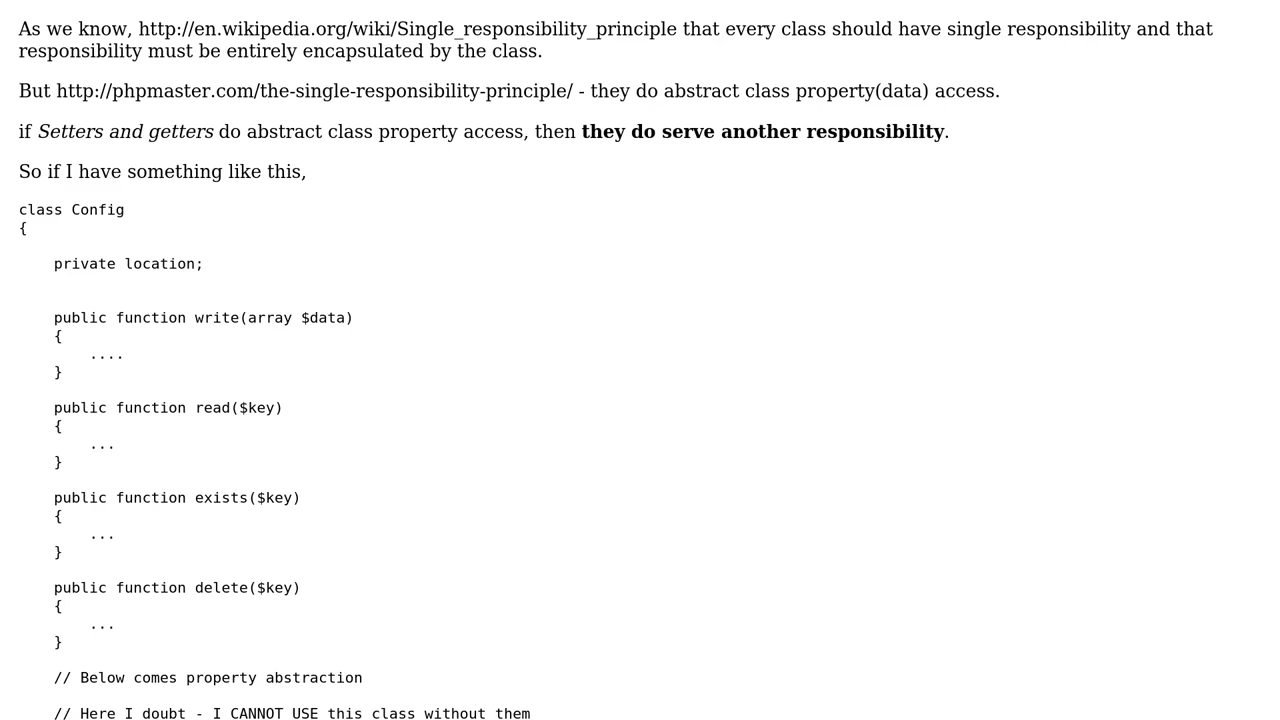 As we know, http://en.wikipedia.org/wiki/Single_responsibility_principle that every class should have single responsibility and that
responsibility must be entirely encapsulated by the class.
But http://phpmaster.com/the-single-responsibility-principle/ - they do abstract class property(data) access.
if Setters and getters do abstract class property access, then they do serve another responsibility.
So if I have something like this,
class Config
{
    private location;
    public function write(array $data)
    {
        ....
    }
    public function read($key)
    {
        ...
    }
    public function exists($key)
    {
        ...
    }
    public function delete($key)
    {
        ...
    }
    // Below comes property abstraction
    // Here I doubt - I CANNOT USE this class without them